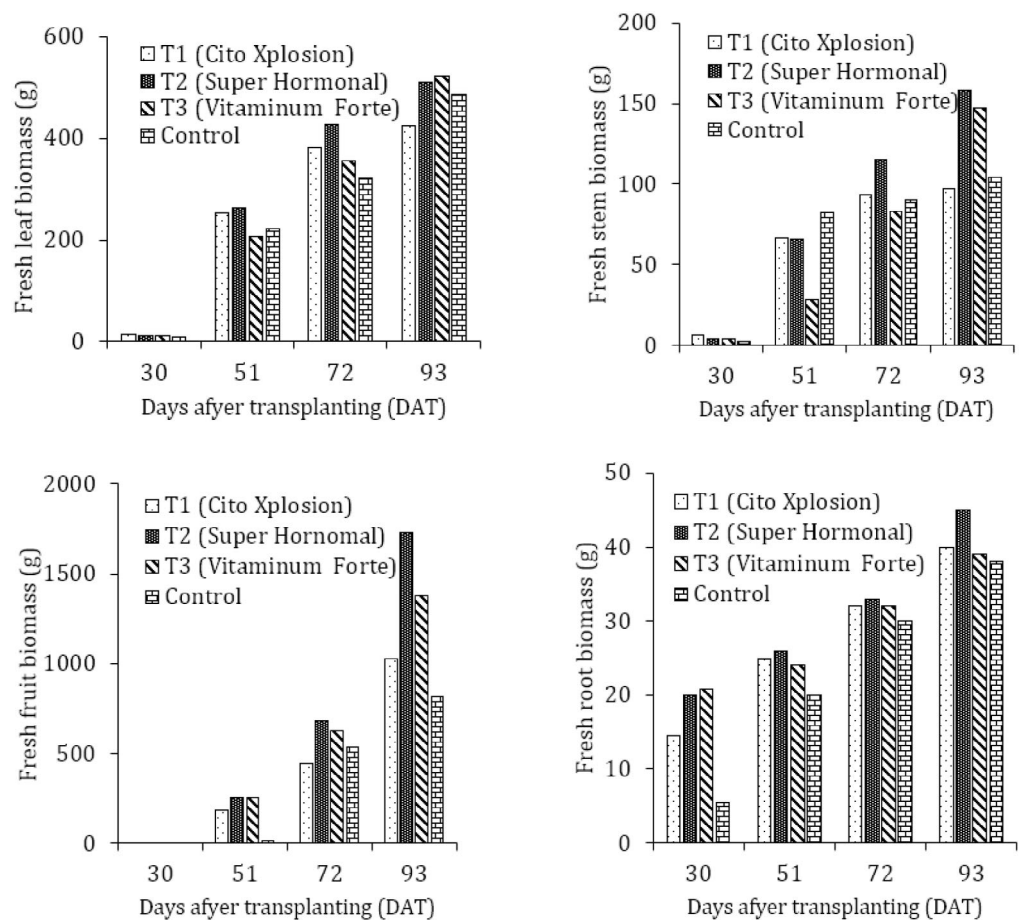 600
400
200
0
Fresh leaf biomass (g)
T1 (Cito Xplosion)
T2 (Super Hormonal)
T3 (Vitaminum Forte)
Control
30 51 72 93
Days afyer transplanting (DAT)
200
150
100
50
0
Fresh stem biomass (g)
T1 (Cito Xplosion)
T2 (Super Hormonal)
T3 (Vitaminum Forte)
Control
30 51 72 93
Days afyer transplanting (DAT)
2000
1500
1000
500
0
Fresh fruit biomass (g)
T1 (Cito Xplosion)
T2 (Super Hornomal)
T3 (Vitaminum Forte)
Control
30 51 72 93
Days afyer transplanting (DAT)
50
40
30
20
10
0
Fresh root biomass (g)
T1 (Cito Xplosion)
T2 (Super Hormonal)
T3 (Vitaminum Forte)
Control
30 51 72 93
Days afyer transplanting (DAT)